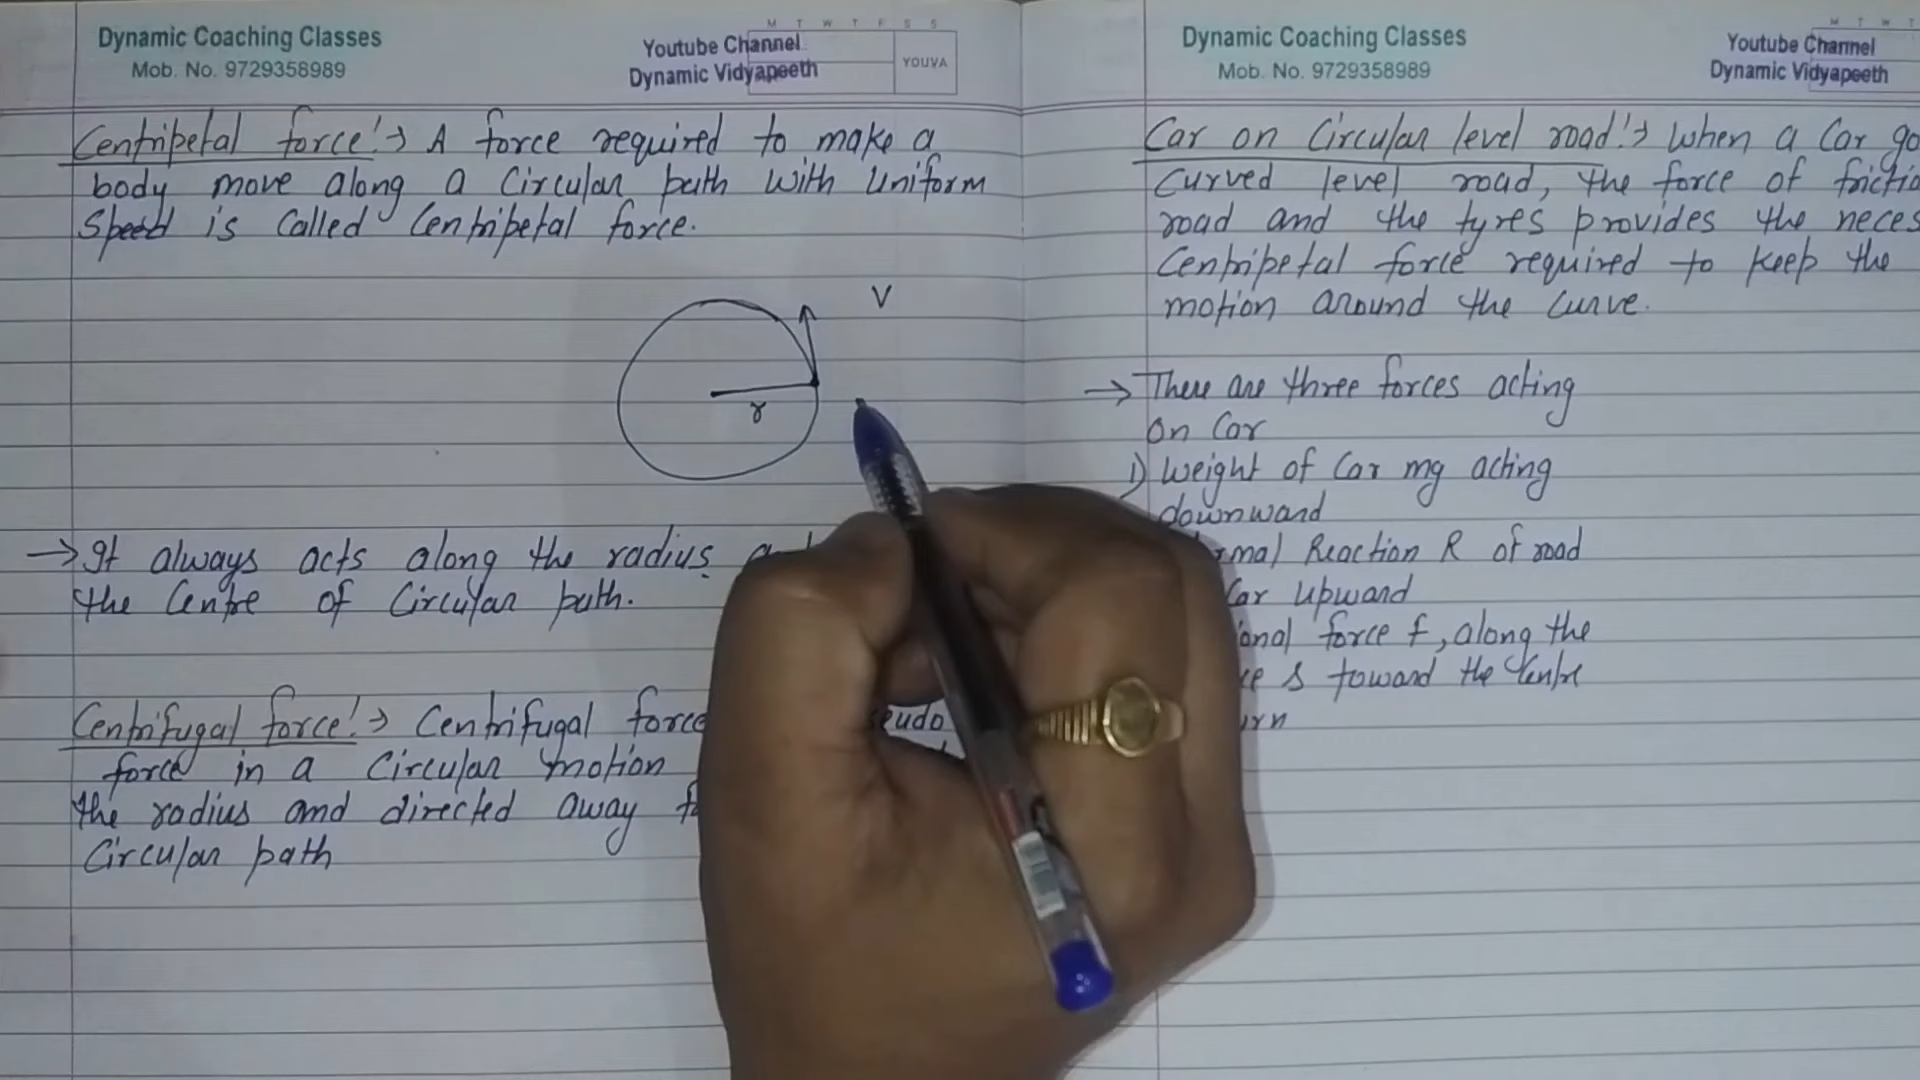 Dynamic Coaching Classes
Mob. No. 9729358989
Youtube Channel
Dynamic Vidyapeeth
M T W T F S S
YOUVA
Centripetal force:→ A force required to make a
body move along a Circular path with Uniform
Speed is Called Centripetal force.
V
r
→ It always acts along the radius
the Centre of Circular path.
Centrifugal force:→ Centrifugal force
force in a Circular motion
the radius and directed away
Circular path
Dynamic Coaching Classes
Mob. No. 9729358989
Youtube Channel
Dynamic Vidyapeeth
M T W T
Car on Circular level road:→ When a Car
Curved level road, the force of
road and the tyres provides the
Centripetal force required to keep the
motion around the Curve.
→ There are three forces acting
on Car
1) Weight of Car mg acting
downward
Reaction R of road
Car Upward
force f, along the
toward the Centre